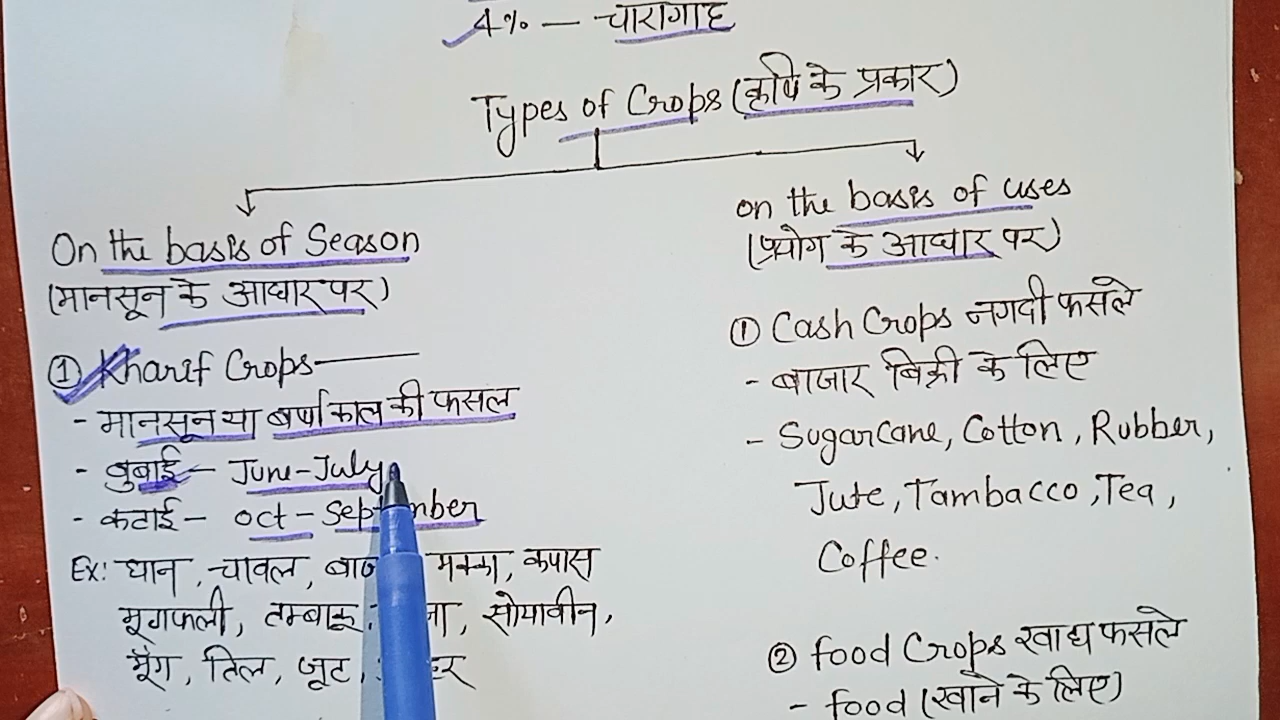 4% — चारागाह
Types of Crops (कृषि के प्रकार)
On the basis of Season
(मानसून के आधार पर)
① Kharif Crops
- मानसून या बर्षा काल की फसल
- बुबाई - June-July
- कटाई - oct - September
Ex: धान, चावल, मक्का, कपास
मूगफली, तम्बाकू, सोयावीन,
मूँग, तिल, जूट,
on the basis of uses
(प्रयोग के आधार पर)
① Cash Crops नगदी फसले
- बाजार बिक्री के लिए
- Sugarcane, Cotton, Rubber,
Jute, Tambacco, Tea,
Coffee.
② food Crops खाद्य फसले
- food (खाने के लिए)